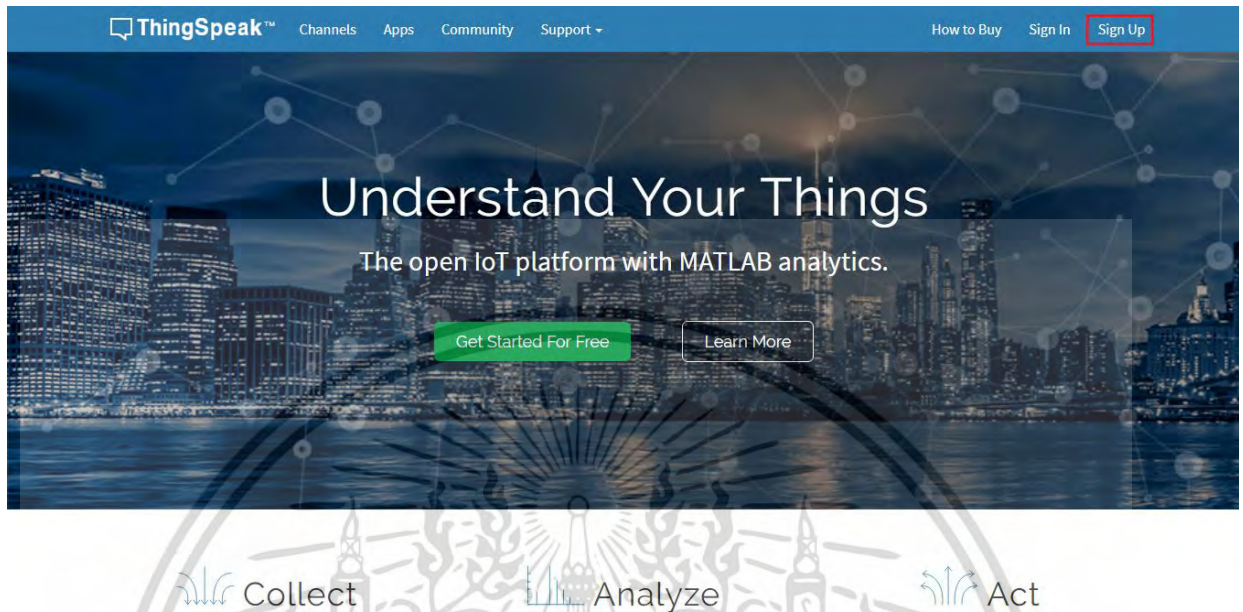 ThingSpeak™ Channels Apps Community Support How to Buy Sign In Sign Up
Understand Your Things
The open IoT platform with MATLAB analytics.
Get Started For Free Learn More
Collect Analyze Act